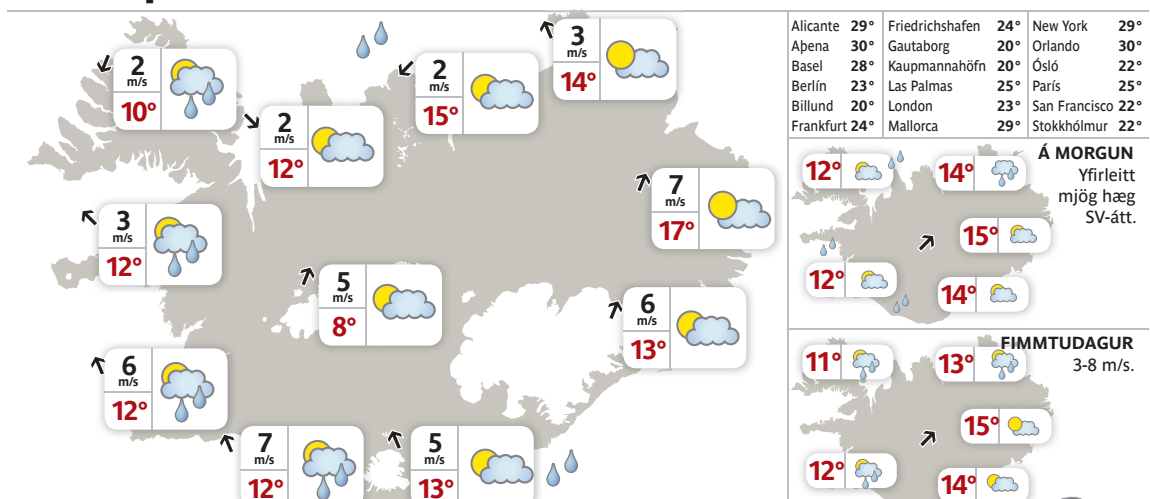 3
m/s
14°
2
m/s
10°
2
m/s
15°
2
m/s
12°
7
m/s
17°
3
m/s
12°
5
m/s
8°
6
m/s
13°
6
m/s
12°
7
m/s
12°
5
m/s
13°
Alicante 29° Friedrichshafen 24° New York 29°
Aþena 30° Gautaborg 20° Orlando 30°
Basel 28° Kaupmannahöfn 20° Ósló 22°
Berlín 23° Las Palmas 25° París 25°
Billund 20° London 23° San Francisco 22°
Frankfurt 24° Mallorca 29° Stokkhólmur 22°
Á MORGUN
Yfirleitt
mjög hæg
SV-átt.
12°
14°
15°
12°
14°
FIMMTUDAGUR
3-8 m/s.
11°
13°
15°
12°
14°